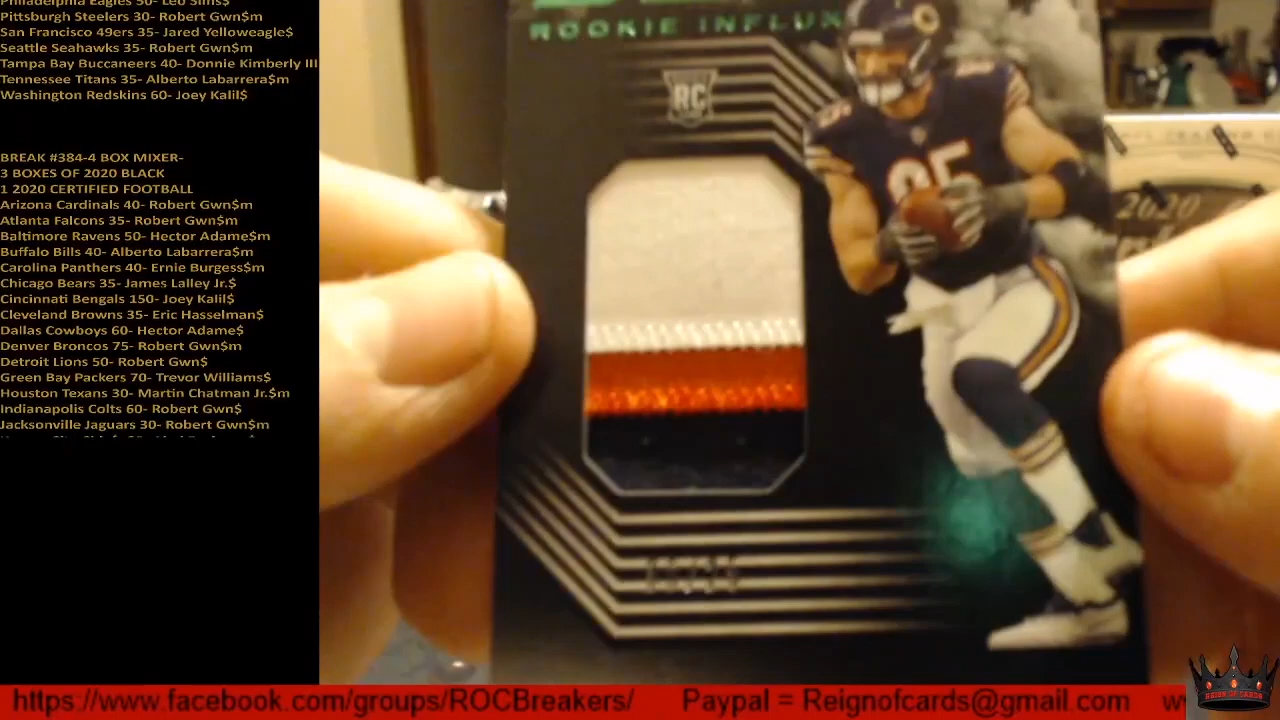 Pittsburgh Steelers 30- Robert Gwn$m
San Francisco 49ers 35- Jared Yelloweagle$
Seattle Seahawks 35- Robert Gwn$m
Tampa Bay Buccaneers 40- Donnie Kimberly III
Tennessee Titans 35- Alberto Labarrera$m
Washington Redskins 60- Joey Kalil$
BREAK #384-4 BOX MIXER-
3 BOXES OF 2020 BLACK
1 2020 CERTIFIED FOOTBALL
Arizona Cardinals 40- Robert Gwn$m
Atlanta Falcons 35- Robert Gwn$m
Baltimore Ravens 50- Hector Adame$m
Buffalo Bills 40- Alberto Labarrera$m
Carolina Panthers 40- Ernie Burgess$m
Chicago Bears 35- James Lalley Jr.$
Cincinnati Bengals 150- Joey Kalil$
Cleveland Browns 35- Eric Hasselman$
Dallas Cowboys 60- Hector Adame$
Denver Broncos 75- Robert Gwn$m
Detroit Lions 50- Robert Gwn$
Green Bay Packers 70- Trevor Williams$
Houston Texans 30- Martin Chatman Jr.$m
Indianapolis Colts 60- Robert Gwn$
Jacksonville Jaguars 30- Robert Gwn$m
ROOKIE INFLUX
RC
85
2020
https://www.facebook.com/groups/ROCBreakers/ Paypal = Reignofcards@gmail.com w
REIGN OF CARDS